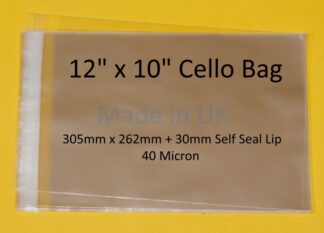 12" x 10" Cello Bag
Made in UK
305mm x 262mm + 30mm Self Seal Lip
40 Micron